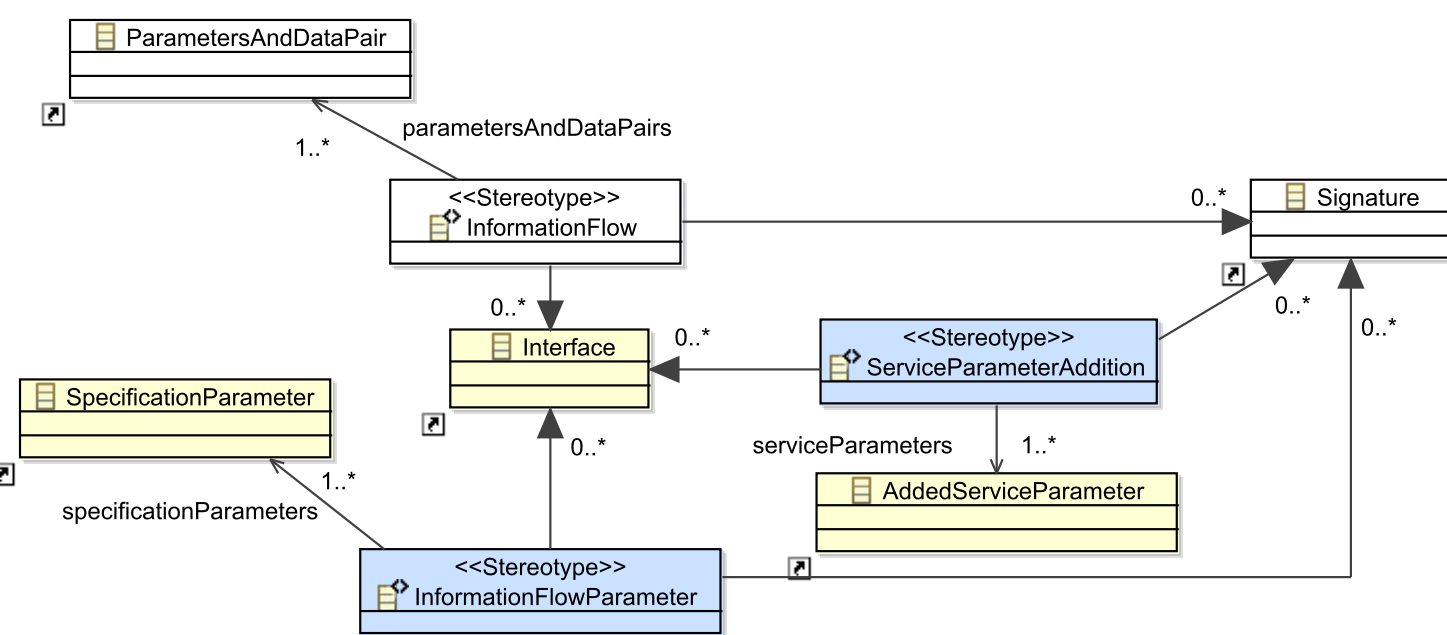 ParametersAndDataPair
parametersAndDataPairs
1..*
<<Stereotype>>
InformationFlow
0..*
Signature
0..*
Interface
0..*
<<Stereotype>>
ServiceParameterAddition
0..*
0..*
SpecificationParameter
0..*
serviceParameters
1..*
1..*
specificationParameters
AddedServiceParameter
<<Stereotype>>
InformationFlowParameter